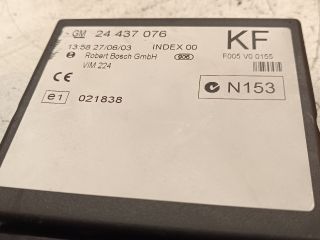 GM 24 437 076 KF
13:58 27/06/03 INDEX 00 F005 V0 0155
Robert Bosch GmbH
VIM 224
CE N153
e1 021838